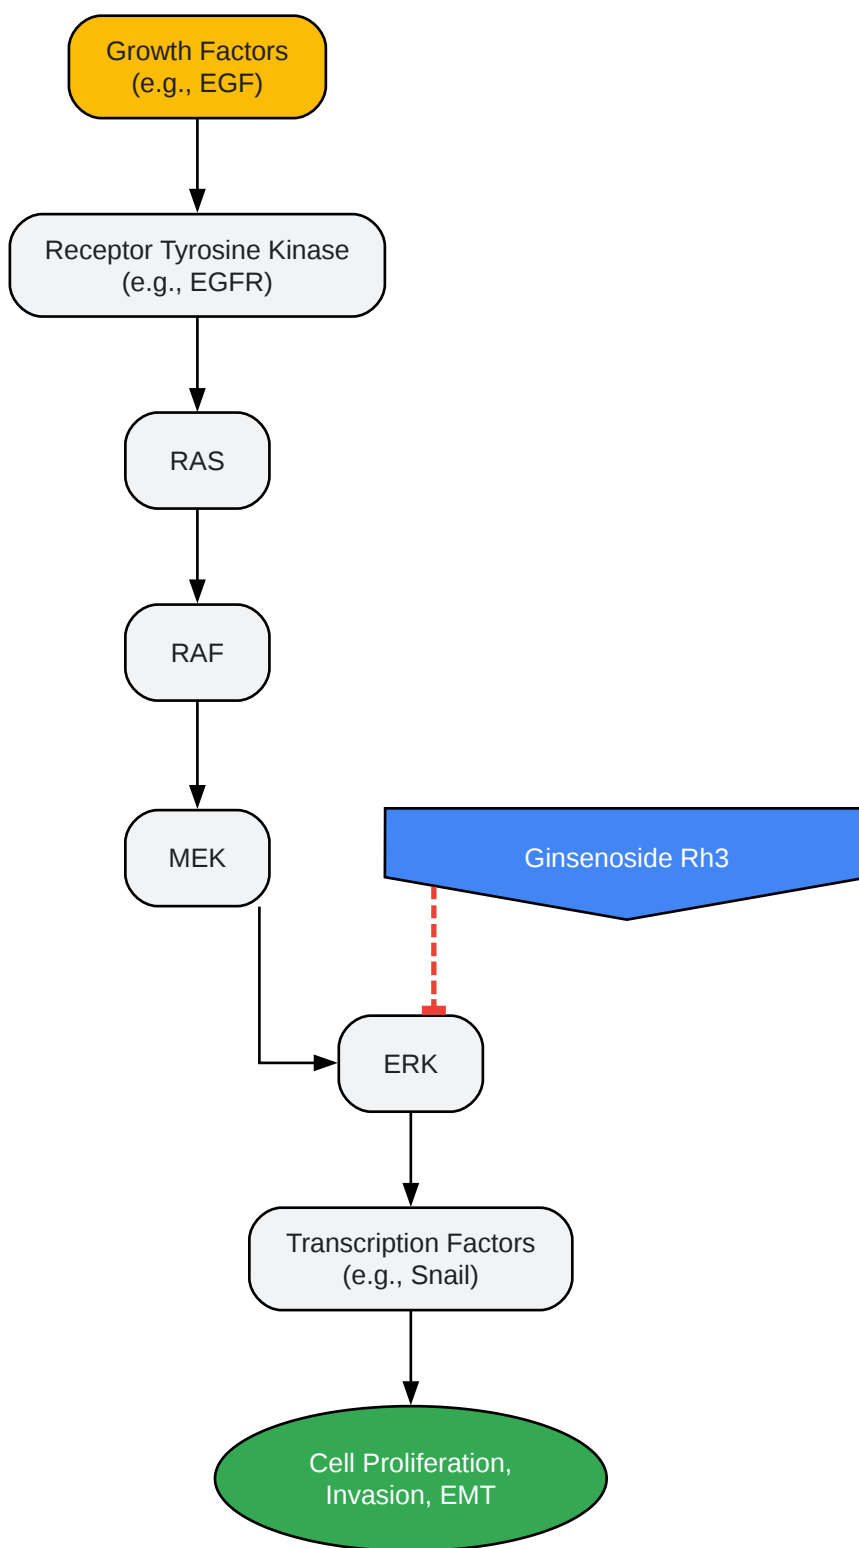 Growth Factors
(e.g., EGF)
Receptor Tyrosine Kinase
(e.g., EGFR)
RAS
RAF
MEK
Ginsenoside Rh3
ERK
Transcription Factors
(e.g., Snail)
Cell Proliferation,
Invasion, EMT